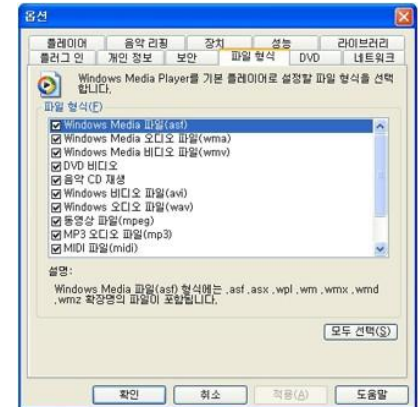 옵션
플레이어
음악 리핑
장치
성능
라이브러리
플러그 인
개인 정보
보안
파일 형식
DVD
네트워크
Windows Media Player를 기본 플레이어로 설정할 파일 형식을 선택
합니다.
파일 형식(F)
Windows Media 파일(asf)
Windows Media 오디오 파일(wma)
Windows Media 비디오 파일(wmv)
DVD 비디오
음악 CD 재생
Windows 비디오 파일(avi)
Windows 오디오 파일(wav)
동영상 파일(mpeg)
MP3 오디오 파일(mp3)
MIDI 파일(midi)
설명:
Windows Media 파일(asf) 형식에는 .asf .asx, .wpl, .wm, .wmx, .wmd
,.wmz 확장명의 파일이 포함됩니다.
모두 선택(S)
확인
취소
적용(A)
도움말